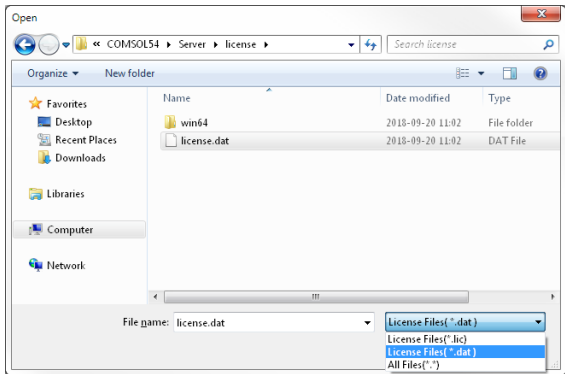 Open
« COMSOL54 ▸ Server ▸ license ▸
Search license
Organize ▾ New folder
Name Date modified Type
Favorites
Desktop
Recent Places
Downloads
Libraries
Computer
Network
win64 2018-09-20 11:02 File folder
license.dat 2018-09-20 11:02 DAT File
File name: license.dat
License Files( *.dat )
License Files(*.lic)
License Files( *.dat )
All Files(*.*)